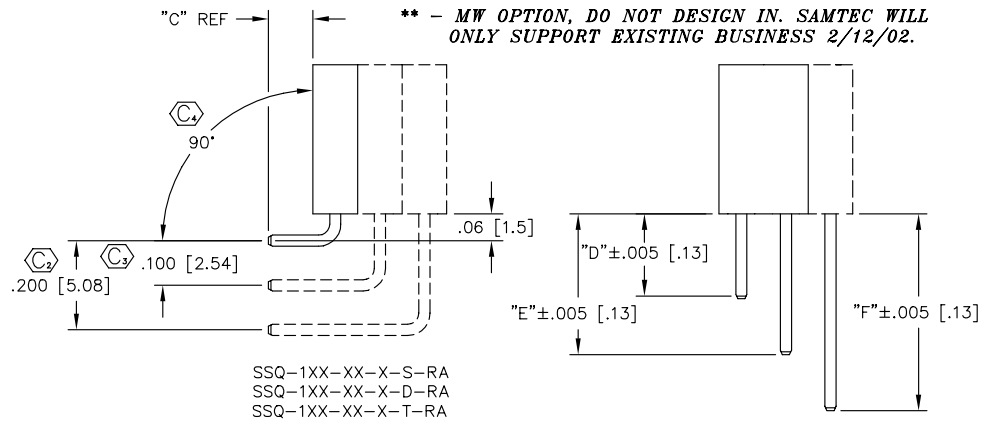 "C" REF
** - MW OPTION, DO NOT DESIGN IN. SAMTEC WILL
ONLY SUPPORT EXISTING BUSINESS 2/12/02.
C4
90°
.06 [1.5]
C2
C3
.100 [2.54]
.200 [5.08]
"D"±.005 [.13]
"E"±.005 [.13]
"F"±.005 [.13]
SSQ-1XX-XX-X-S-RA
SSQ-1XX-XX-X-D-RA
SSQ-1XX-XX-X-T-RA